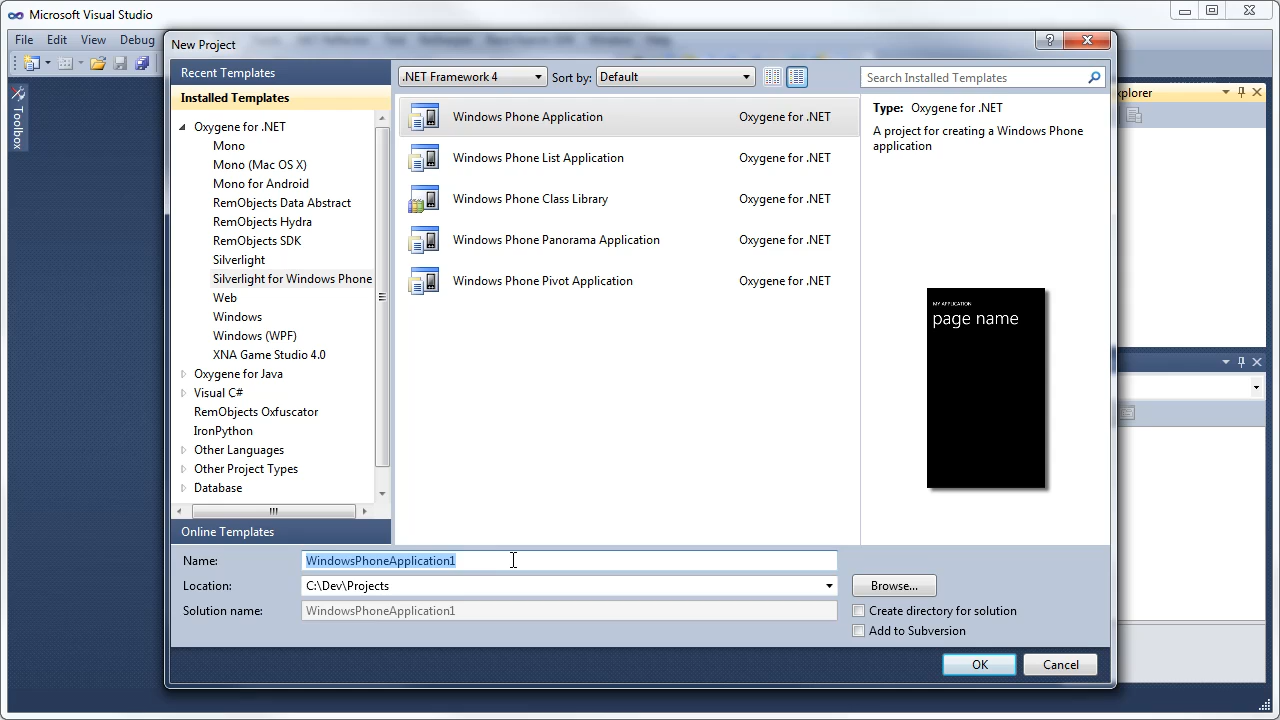 Microsoft Visual Studio
File Edit View Debug
New Project
Recent Templates
Installed Templates
.NET Framework 4
Sort by:
Default
Search Installed Templates
Oxygene for .NET
Mono
Mono (Mac OS X)
Mono for Android
RemObjects Data Abstract
RemObjects Hydra
RemObjects SDK
Silverlight
Silverlight for Windows Phone
Web
Windows
Windows (WPF)
XNA Game Studio 4.0
Oxygene for Java
Visual C#
RemObjects Oxfuscator
IronPython
Other Languages
Other Project Types
Database
Online Templates
Windows Phone Application Oxygene for .NET
Windows Phone List Application Oxygene for .NET
Windows Phone Class Library Oxygene for .NET
Windows Phone Panorama Application Oxygene for .NET
Windows Phone Pivot Application Oxygene for .NET
Type: Oxygene for .NET
A project for creating a Windows Phone
application
MY APPLICATION
page name
Name: WindowsPhoneApplication1
Location: C:\Dev\Projects
Browse...
Solution name: WindowsPhoneApplication1
Create directory for solution
Add to Subversion
OK Cancel
Toolbox
xplorer